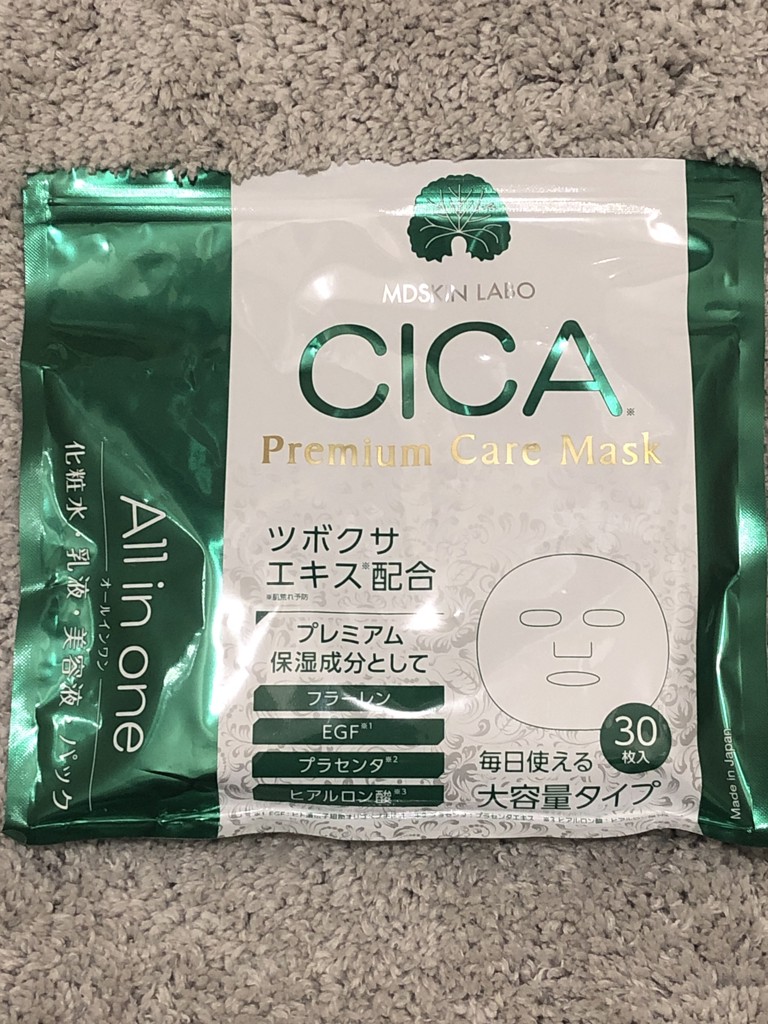 MDSKIN LABO
CICA※
Premium Care Mask
ツボクサ
エキス※配合
※肌荒れ予防
プレミアム
保湿成分として
フラーレン
EGF※1
プラセンタ※2
ヒアルロン酸※3
30
枚入
毎日使える
大容量タイプ
All in one
オールインワン
化粧水・乳液・美容液・パック
Made in Japan